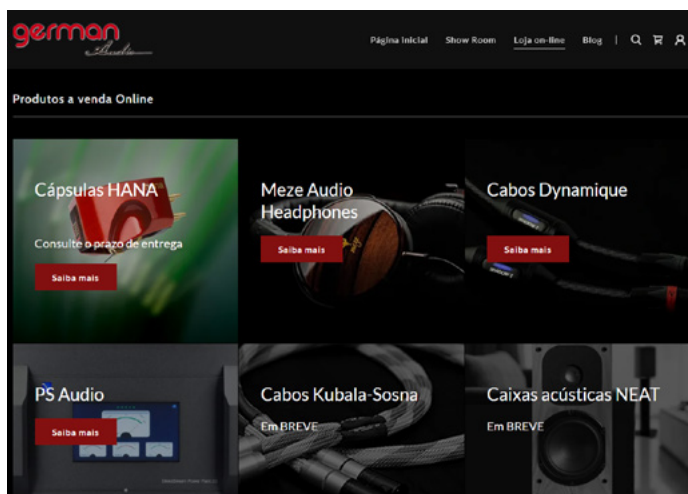 german
Audio
Página Inicial Show Room Loja on-line Blog |
Produtos a venda Online
Cápsulas HANA
Consulte o prazo de entrega
Saiba mais
Meze Audio
Headphones
Saiba mais
Cabos Dynamique
Saiba mais
PS Audio
Saiba mais
Cabos Kubala-Sosna
Em BREVE
Caixas acústicas NEAT
Em BREVE